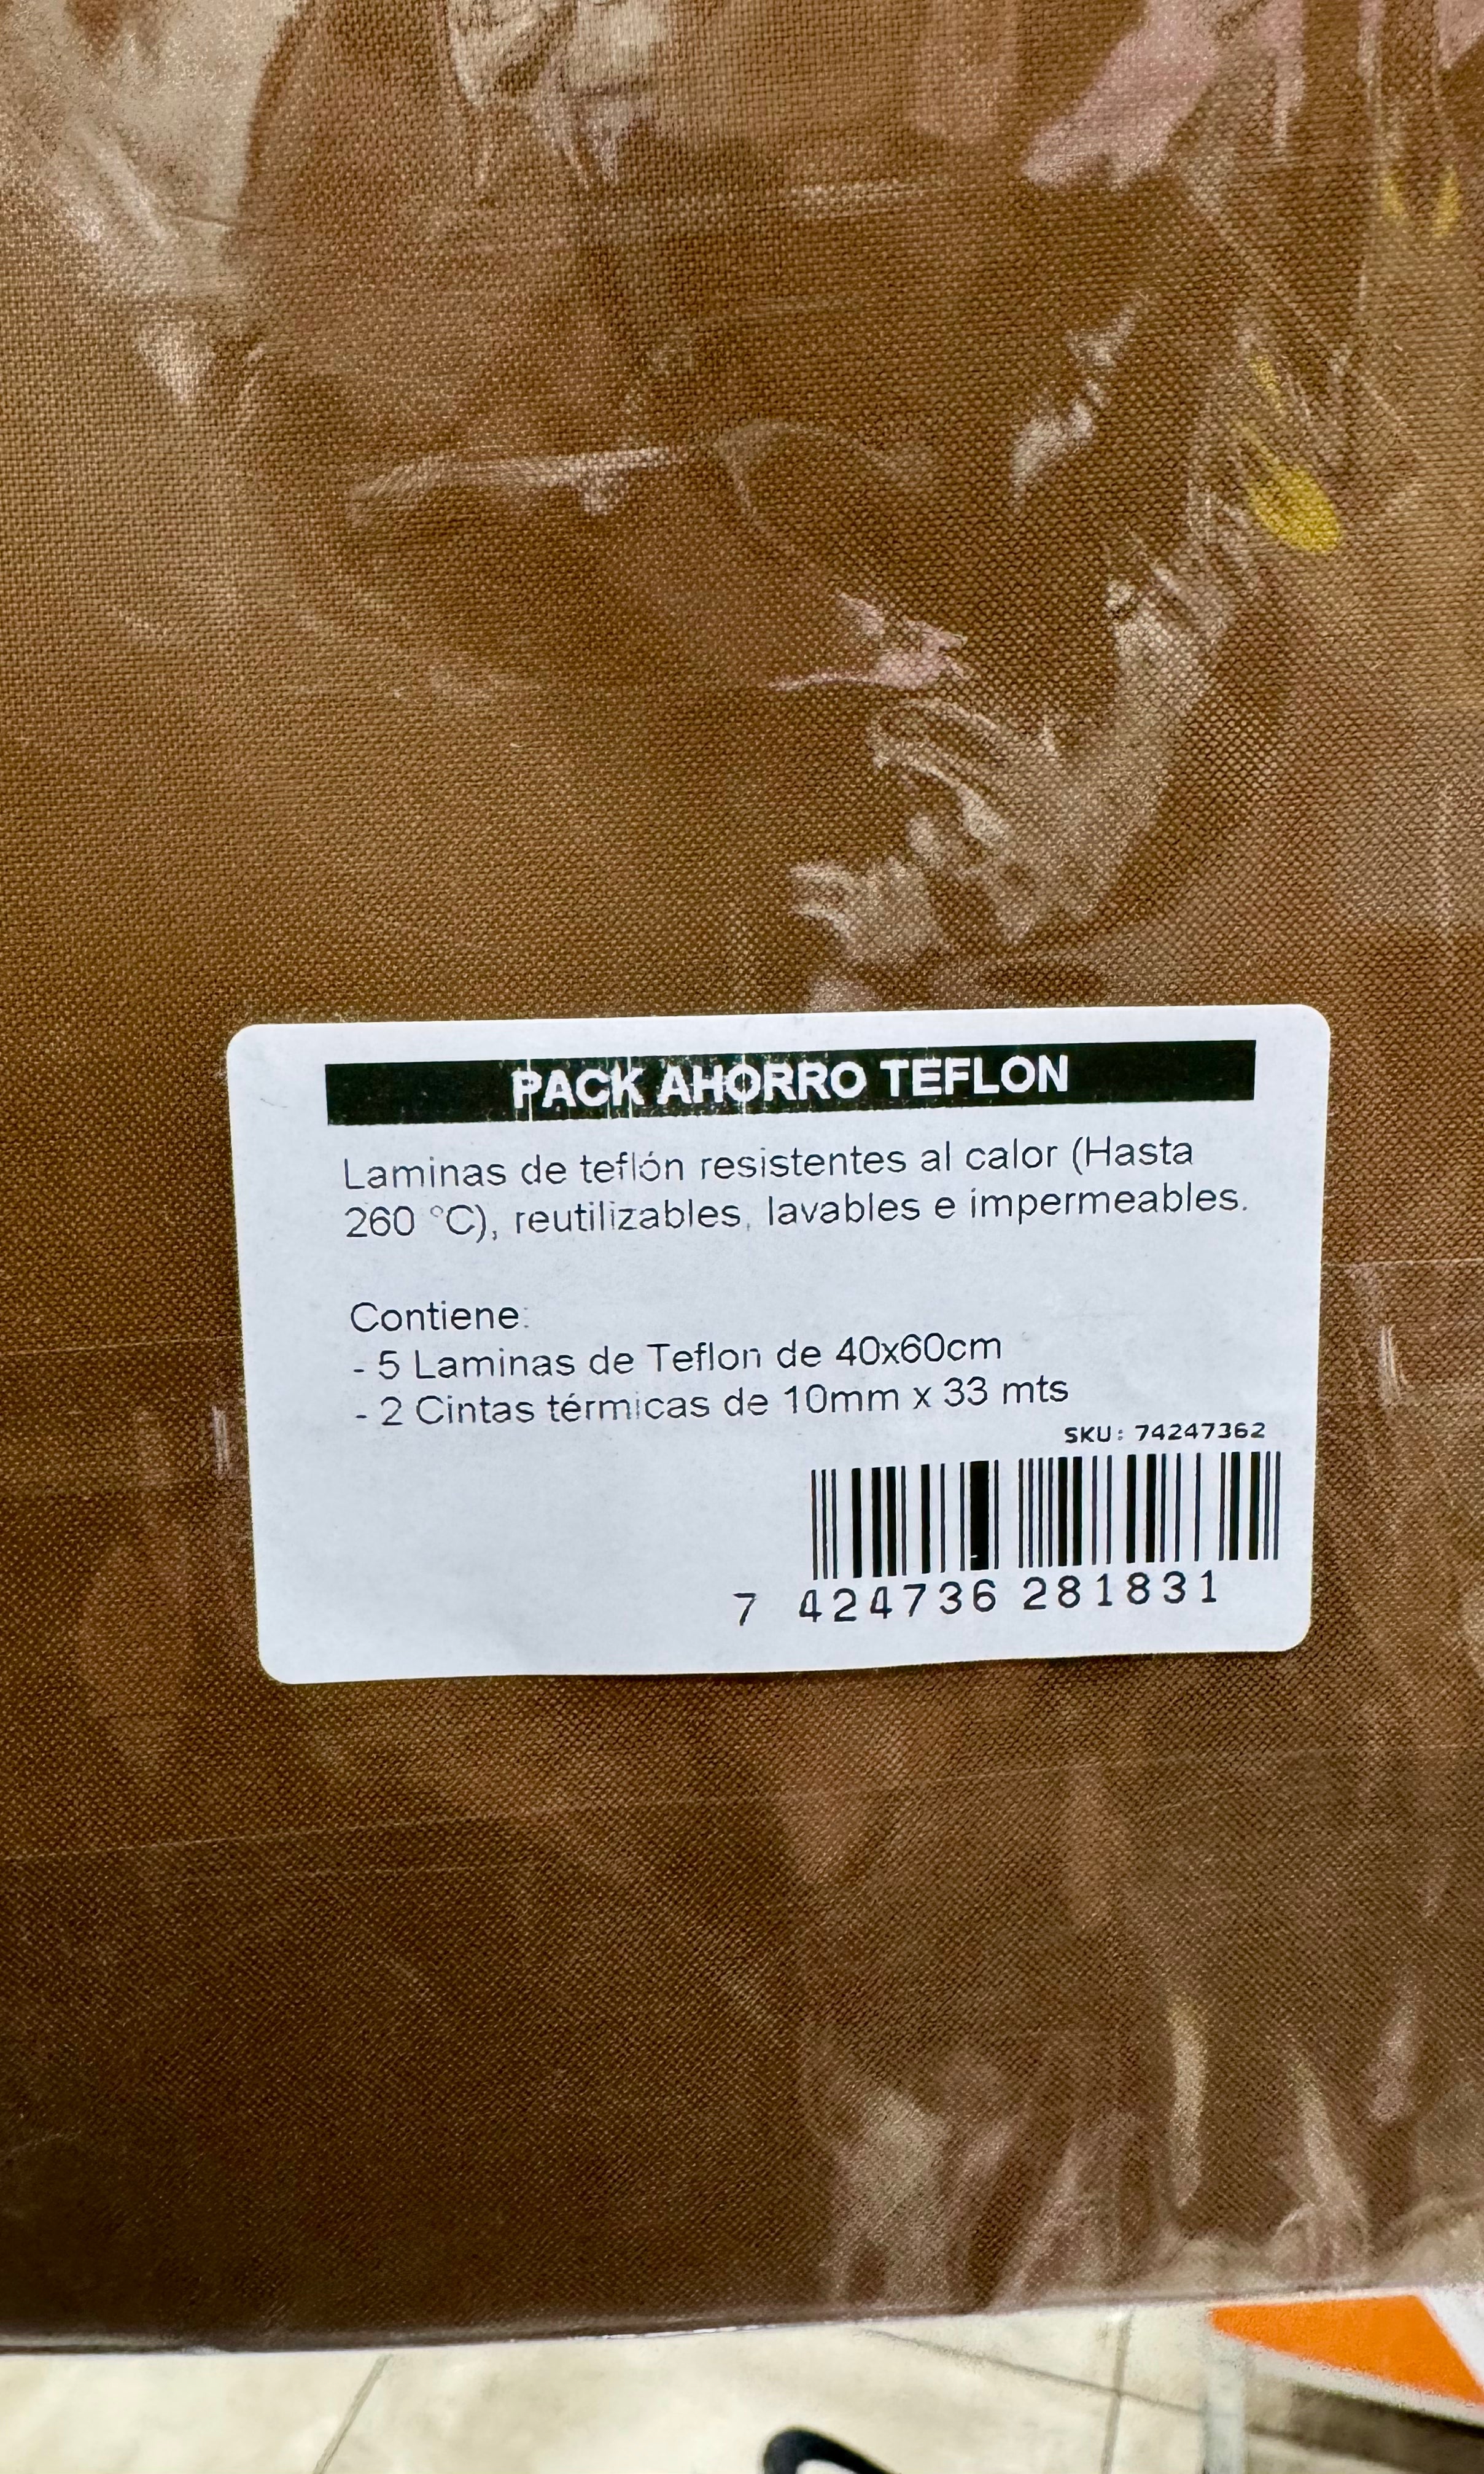 PACK AHORRO TEFLON
Laminas de teflón resistentes al calor (Hasta
260 °C), reutilizables, lavables e impermeables.
Contiene:
- 5 Laminas de Teflon de 40x60cm
- 2 Cintas térmicas de 10mm x 33 mts
SKU: 74247362
7 424736 281831